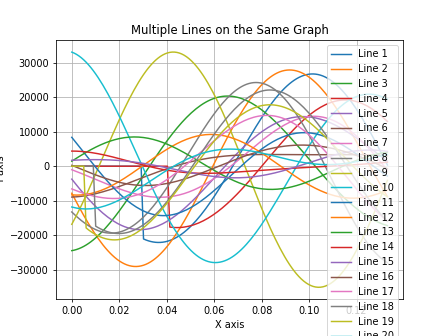 Multiple Lines on the Same Graph
30000
20000
10000
0
−10000
−20000
−30000
0.00 0.02 0.04 0.06 0.08 0.10
X axis
Line 1
Line 2
Line 3
Line 4
Line 5
Line 6
Line 7
Line 8
Line 9
Line 10
Line 11
Line 12
Line 13
Line 14
Line 15
Line 16
Line 17
Line 18
Line 19
Line 20